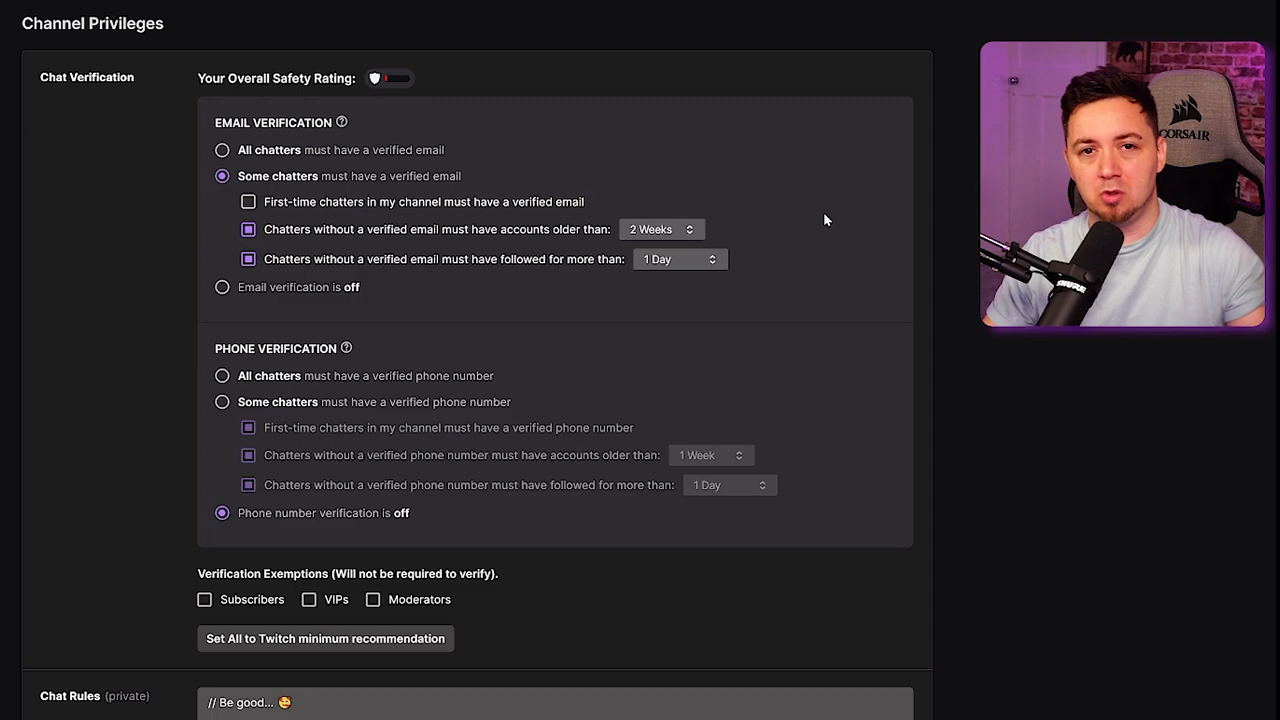 Channel Privileges
Chat Verification
Your Overall Safety Rating:
EMAIL VERIFICATION
All chatters must have a verified email
Some chatters must have a verified email
First-time chatters in my channel must have a verified email
Chatters without a verified email must have accounts older than: 2 Weeks
Chatters without a verified email must have followed for more than: 1 Day
Email verification is off
PHONE VERIFICATION
All chatters must have a verified phone number
Some chatters must have a verified phone number
First-time chatters in my channel must have a verified phone number
Chatters without a verified phone number must have accounts older than: 1 Week
Chatters without a verified phone number must have followed for more than: 1 Day
Phone number verification is off
Verification Exemptions (Will not be required to verify).
Subscribers VIPs Moderators
Set All to Twitch minimum recommendation
Chat Rules (private)
// Be good... 🥰
CORSAIR
SHURE